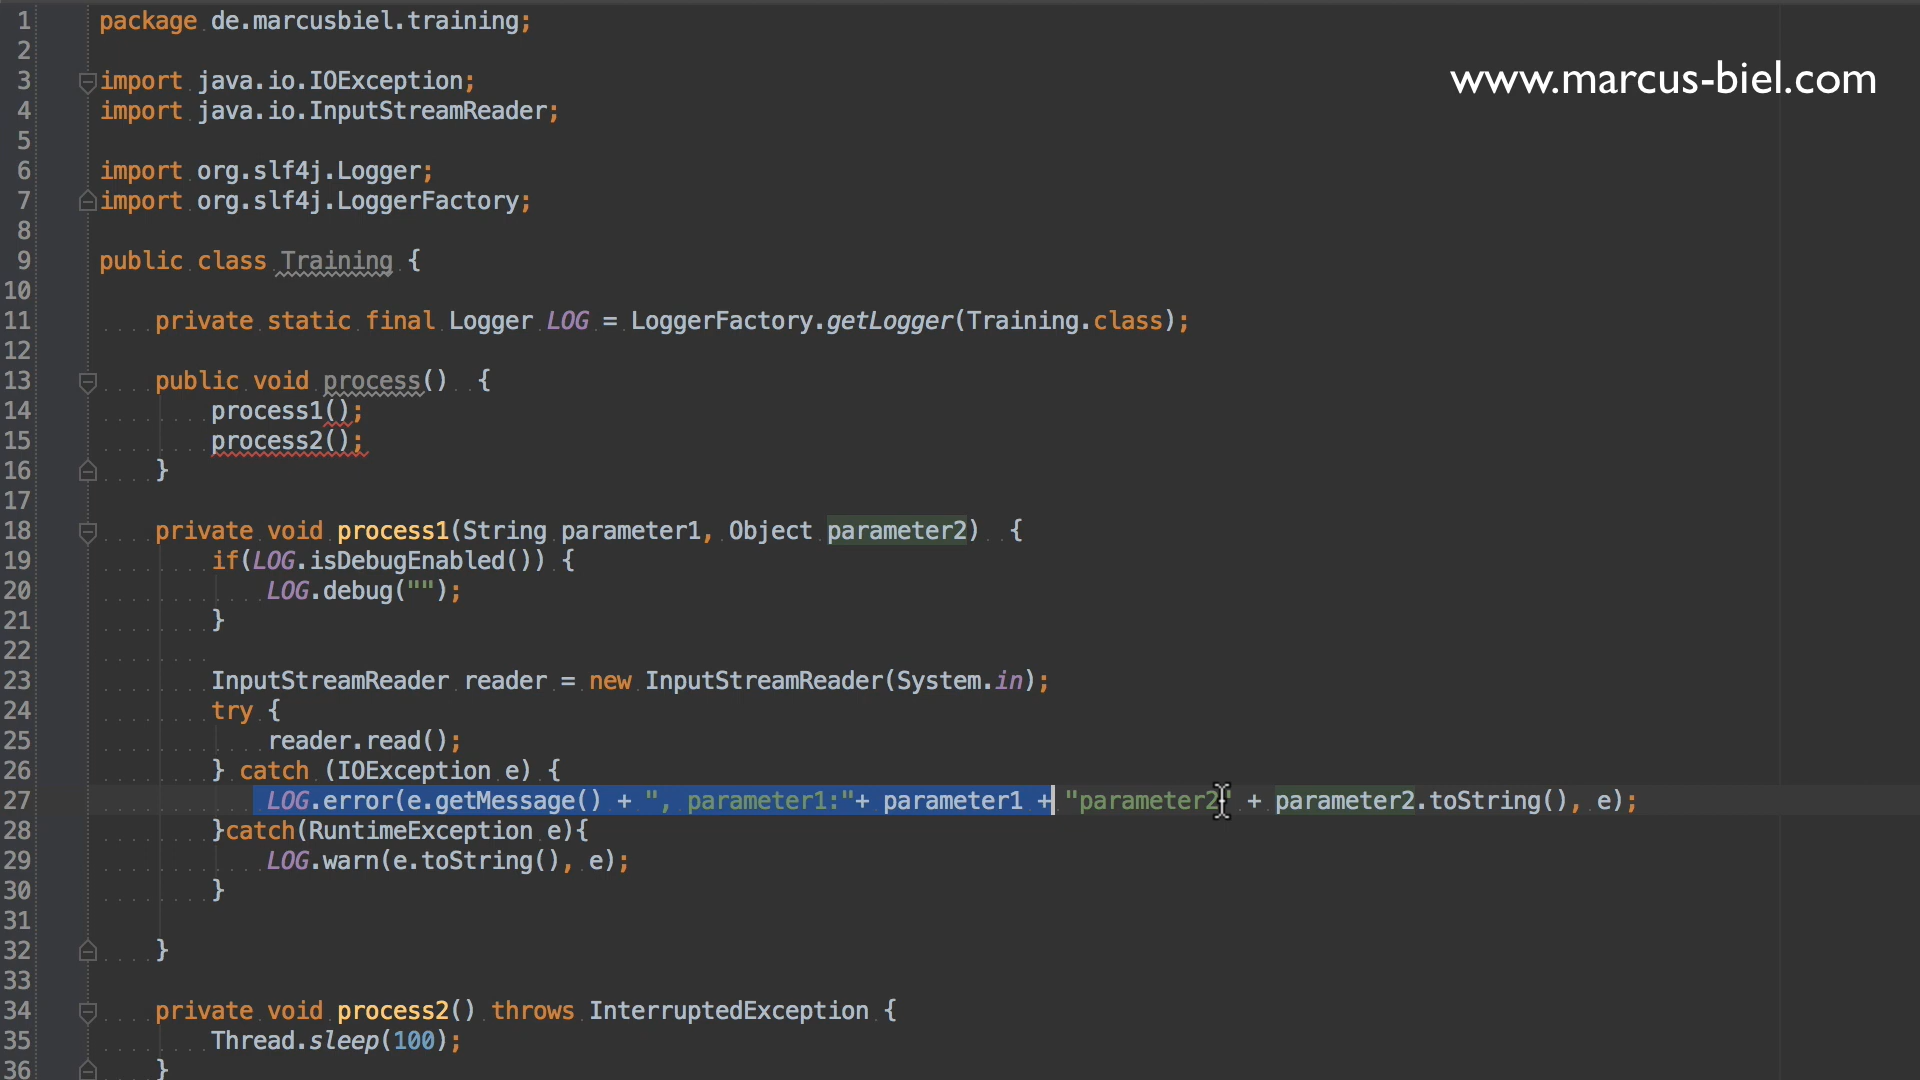 www.marcus-biel.com
1 package de.marcusbiel.training;
2
3 import java.io.IOException;
4 import java.io.InputStreamReader;
5
6 import org.slf4j.Logger;
7 import org.slf4j.LoggerFactory;
8
9 public class Training {
10
11 private static final Logger LOG = LoggerFactory.getLogger(Training.class);
12
13 public void process() {
14 process1();
15 process2();
16 }
17
18 private void process1(String parameter1, Object parameter2) {
19 if(LOG.isDebugEnabled()) {
20 LOG.debug("");
21 }
22
23 InputStreamReader reader = new InputStreamReader(System.in);
24 try {
25 reader.read();
26 } catch (IOException e) {
27 LOG.error(e.getMessage() + ", parameter1:"+ parameter1 + "parameter2" + parameter2.toString(), e);
28 }catch(RuntimeException e){
29 LOG.warn(e.toString(), e);
30 }
31
32 }
33
34 private void process2() throws InterruptedException {
35 Thread.sleep(100);
36 }